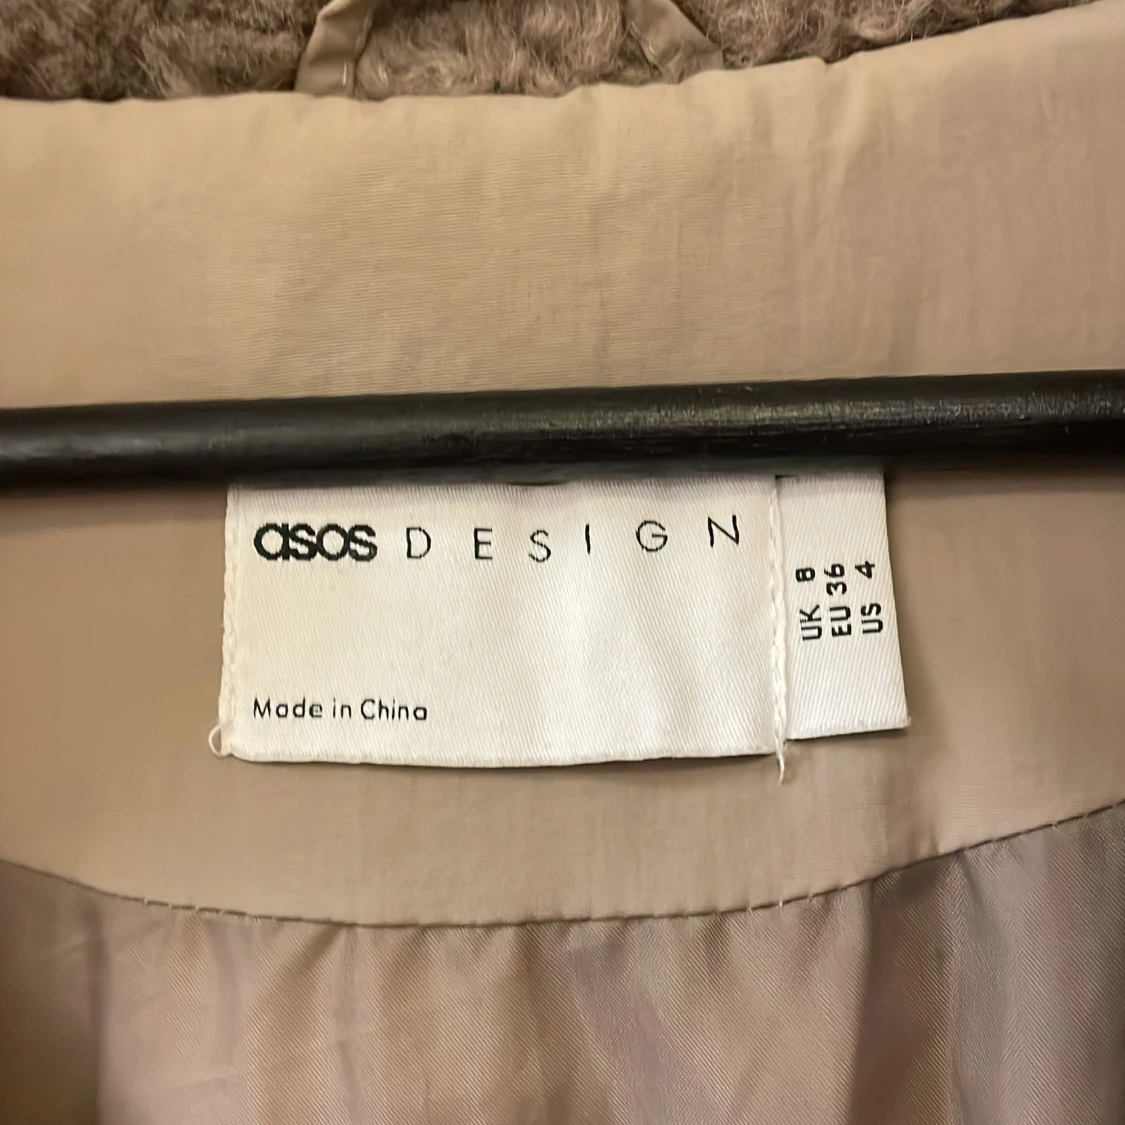 asos DESIGN
Made in China
UK 8
EU 36
US 4